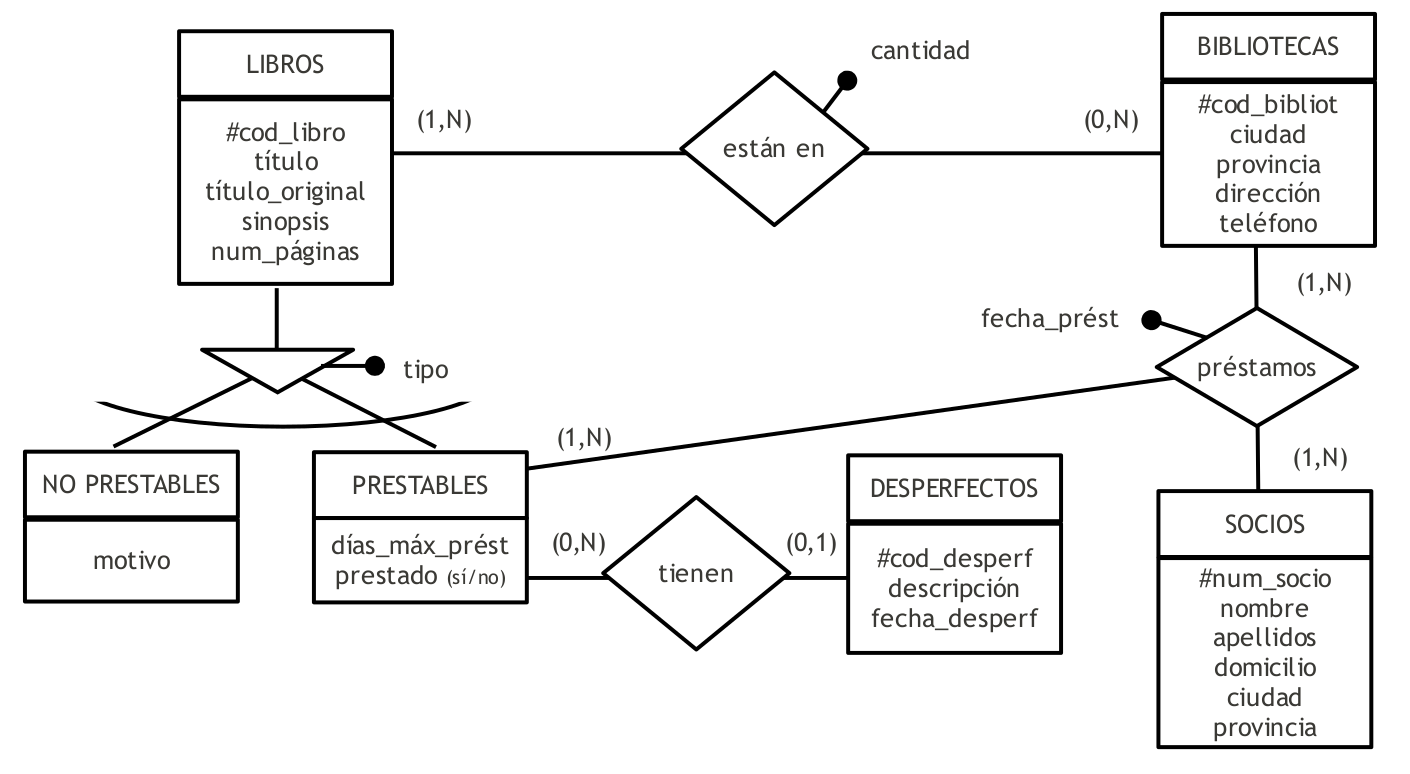 LIBROS
#cod_libro
título
título_original
sinopsis
num_páginas
(1,N)
cantidad
están en
(0,N)
BIBLIOTECAS
#cod_bibliot
ciudad
provincia
dirección
teléfono
(1,N)
fecha_prést
préstamos
tipo
(1,N)
(1,N)
NO PRESTABLES
motivo
PRESTABLES
días_máx_prést
prestado (sí/no)
(0,N)
tienen
(0,1)
DESPERFECTOS
#cod_desperf
descripción
fecha_desperf
SOCIOS
#num_socio
nombre
apellidos
domicilio
ciudad
provincia